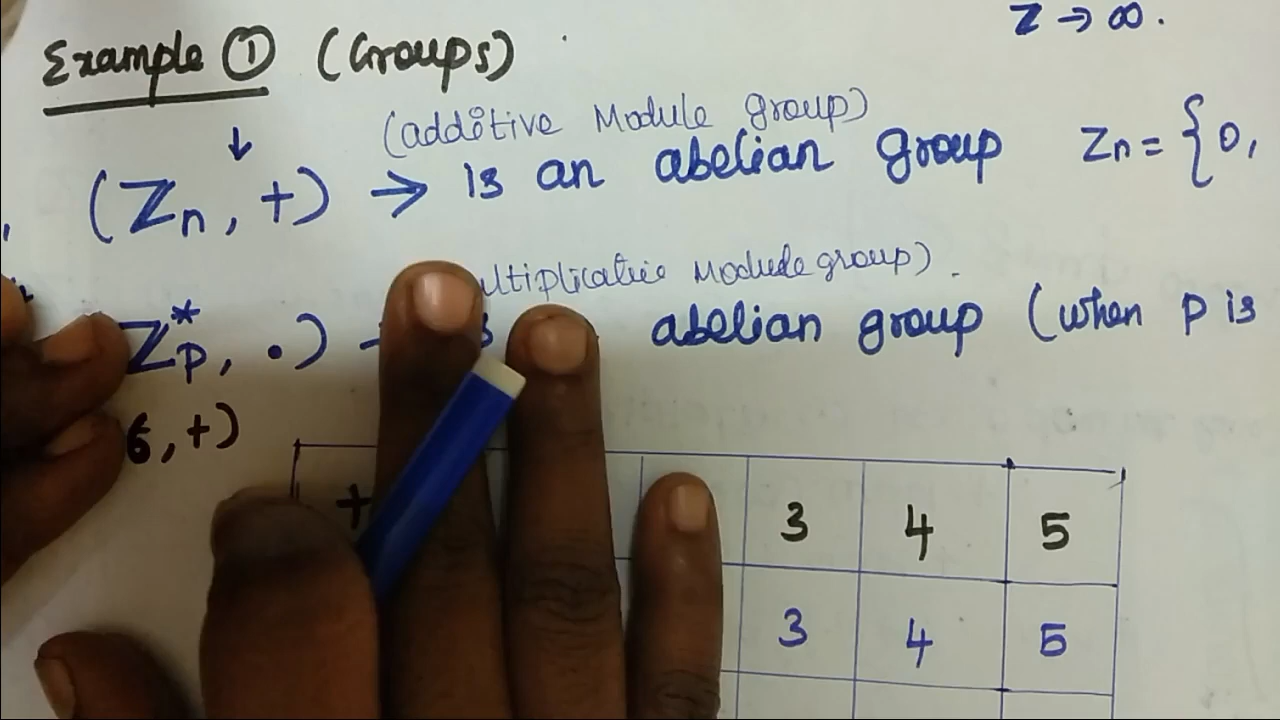 Z → ∞.
Example ① (Groups)
(additive Module group)
(Zn, +) → is an abelian group Zn = {0,
ultiplicative Module group)
Zp*, .) → abelian group (when p is
6, +)
+ 3 4 5
3 4 5